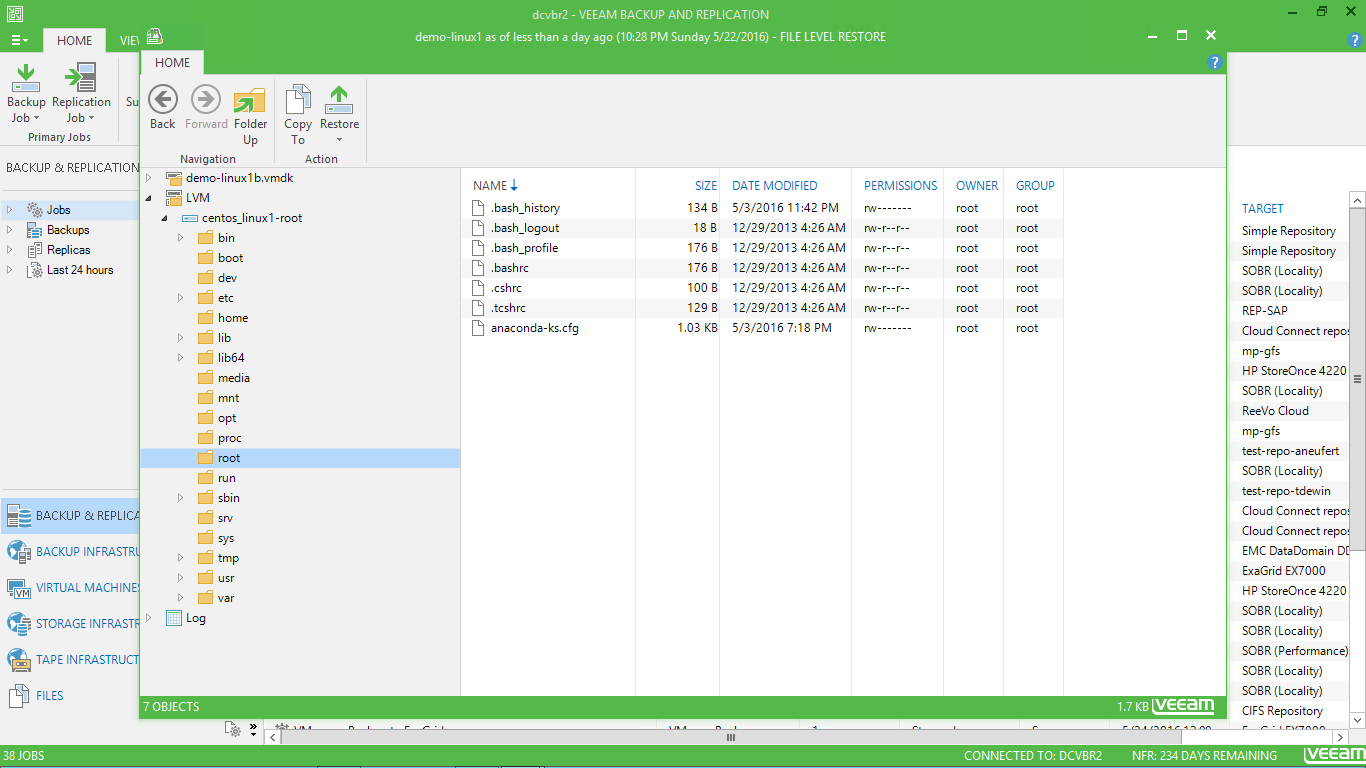 dcvbr2 - VEEAM BACKUP AND REPLICATION
HOME
demo-linux1 as of less than a day ago (10:28 PM Sunday 5/22/2016) - FILE LEVEL RESTORE
HOME
Backup Job
Replication Job
Primary Jobs
Back
Forward
Folder Up
Navigation
Copy To
Restore
Action
BACKUP & REPLICATION
Jobs
Backups
Replicas
Last 24 hours
BACKUP & REPLICA
BACKUP INFRASTRU
VIRTUAL MACHINES
STORAGE INFRASTR
TAPE INFRASTRUCT
FILES
demo-linux1b.vmdk
LVM
centos_linux1-root
bin
boot
dev
etc
home
lib
lib64
media
mnt
opt
proc
root
run
sbin
srv
sys
tmp
usr
var
Log
NAME SIZE DATE MODIFIED PERMISSIONS OWNER GROUP
.bash_history 134 B 5/3/2016 11:42 PM rw------- root root
.bash_logout 18 B 12/29/2013 4:26 AM rw-r--r-- root root
.bash_profile 176 B 12/29/2013 4:26 AM rw-r--r-- root root
.bashrc 176 B 12/29/2013 4:26 AM rw-r--r-- root root
.cshrc 100 B 12/29/2013 4:26 AM rw-r--r-- root root
.tcshrc 129 B 12/29/2013 4:26 AM rw-r--r-- root root
anaconda-ks.cfg 1.03 KB 5/3/2016 7:18 PM rw------- root root
TARGET
Simple Repository
Simple Repository
SOBR (Locality)
SOBR (Locality)
REP-SAP
Cloud Connect repos
mp-gfs
HP StoreOnce 4220
SOBR (Locality)
ReeVo Cloud
mp-gfs
test-repo-aneufert
SOBR (Locality)
test-repo-tdewin
Cloud Connect repos
Cloud Connect repos
EMC DataDomain DD
ExaGrid EX7000
HP StoreOnce 4220
SOBR (Locality)
SOBR (Locality)
SOBR (Performance)
SOBR (Locality)
SOBR (Locality)
CIFS Repository
7 OBJECTS
1.7 KB veeam
38 JOBS
CONNECTED TO: DCVBR2
NFR: 234 DAYS REMAINING
veeam